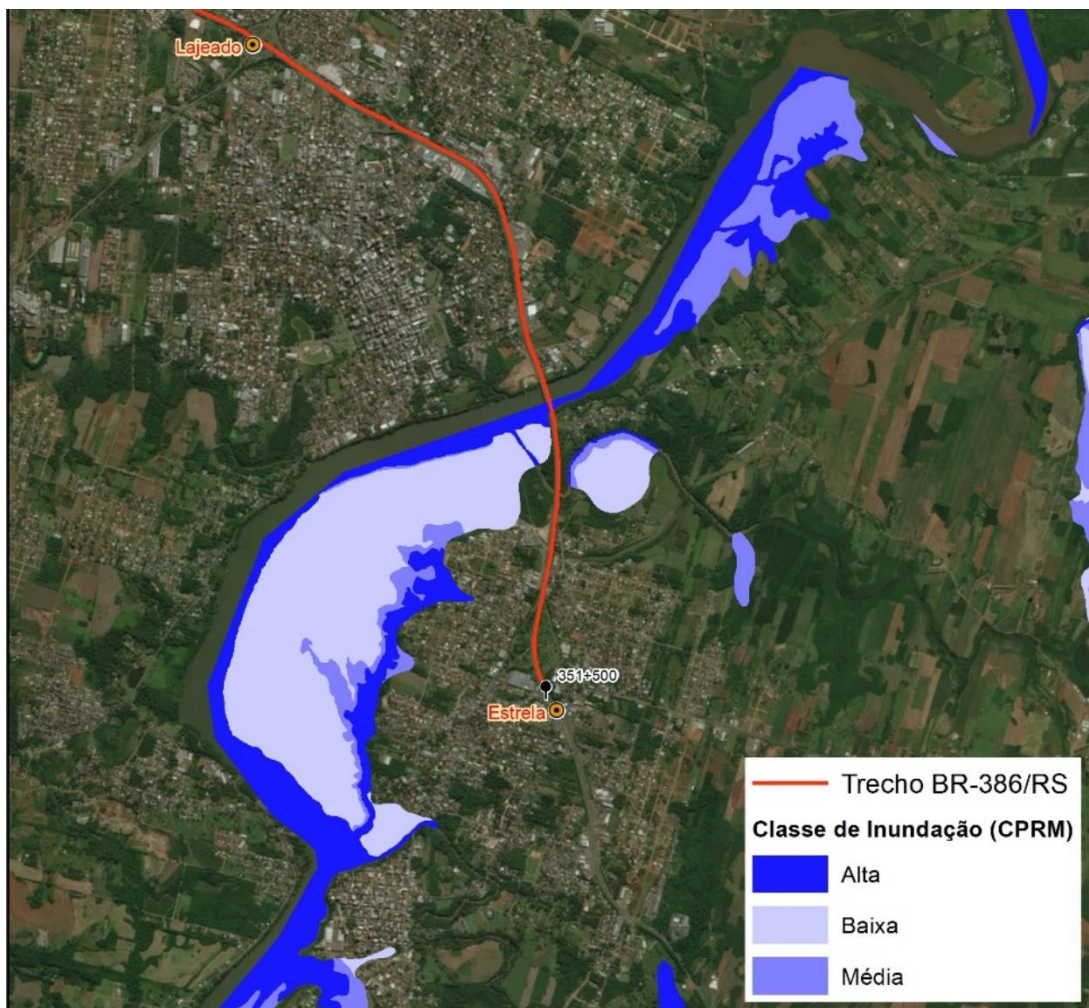 Lajeado
351+500
Estrela
Trecho BR-386/RS
Classe de Inundação (CPRM)
Alta
Baixa
Média